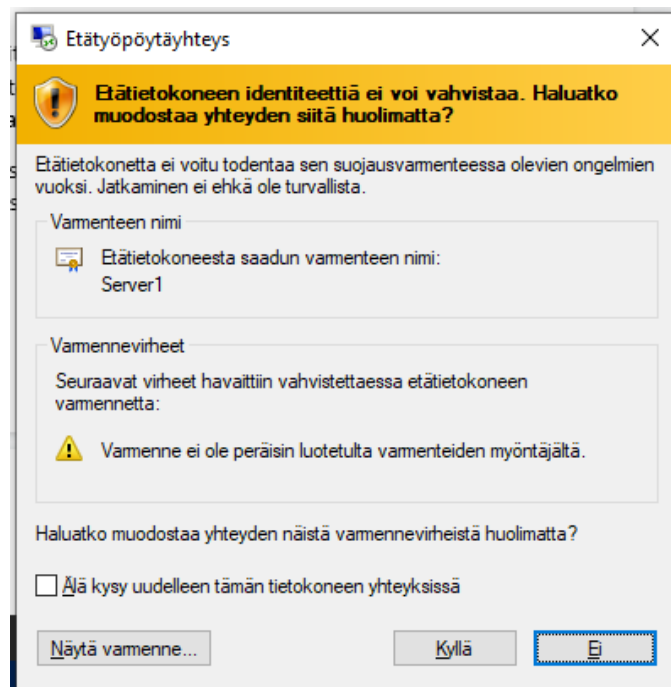 Etätyöpöytäyhteys
Etätietokoneen identiteettiä ei voi vahvistaa. Haluatko
muodostaa yhteyden siitä huolimatta?
Etätietokonetta ei voitu todentaa sen suojausvarmenteessa olevien ongelmien
vuoksi. Jatkaminen ei ehkä ole turvallista.
Varmenteen nimi
Etätietokoneesta saadun varmenteen nimi:
Server1
Varmennevirheet
Seuraavat virheet havaittiin vahvistettaessa etätietokoneen
varmennetta:
Varmenne ei ole peräisin luotetulta varmenteiden myöntäjältä.
Haluatko muodostaa yhteyden näistä varmennevirheistä huolimatta?
Älä kysy uudelleen tämän tietokoneen yhteyksissä
Näytä varmenne... Kyllä Ei